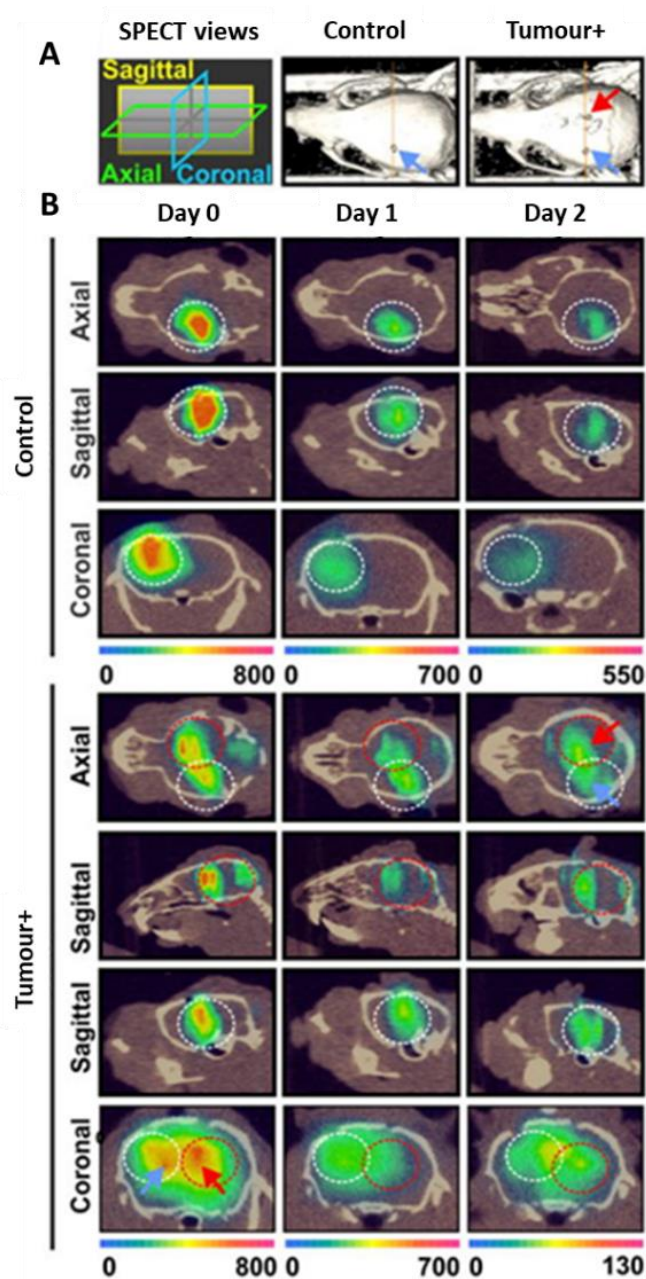 SPECT views Control Tumour+
A
Sagittal
Axial Coronal
B
Day 0 Day 1 Day 2
Control
Axial
Sagittal
Coronal
0 800 0 700 0 550
Tumour+
Axial
Sagittal
Sagittal
Coronal
0 800 0 700 0 130